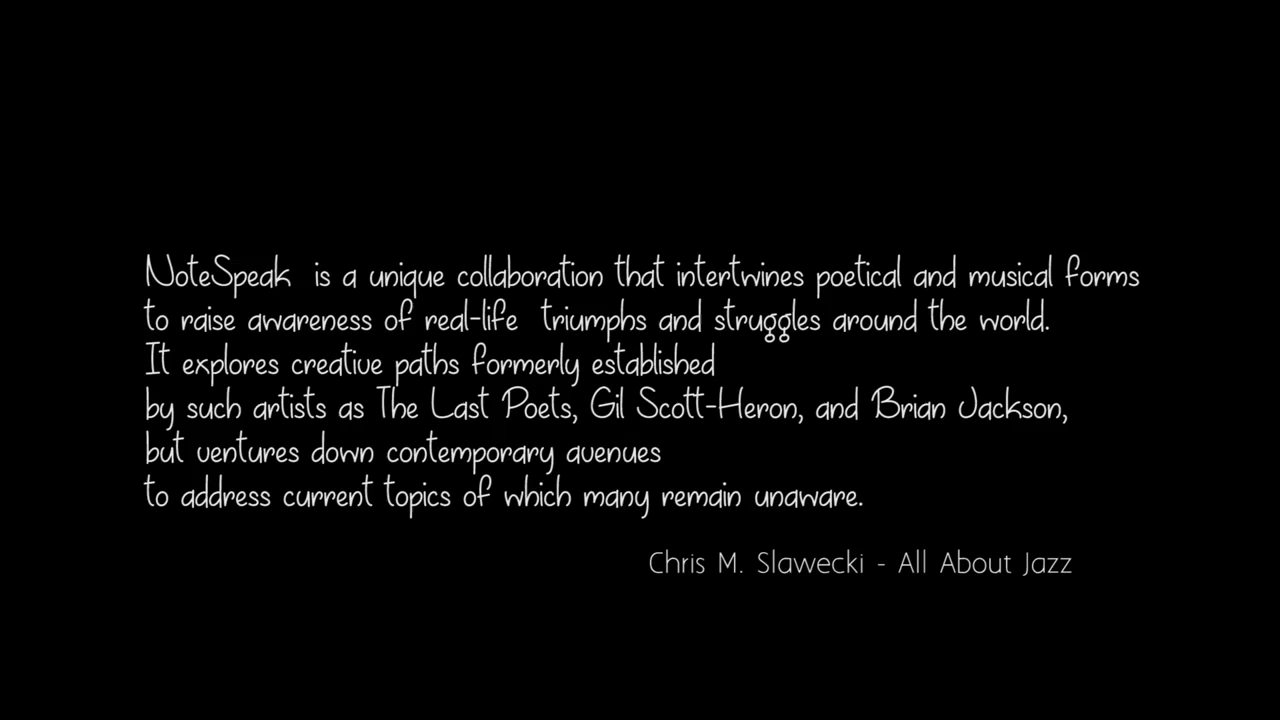 NoteSpeak is a unique collaboration that intertwines poetical and musical forms
to raise awareness of real-life triumphs and struggles around the world.
It explores creative paths formerly established
by such artists as The Last Poets, Gil Scott-Heron, and Brian Jackson,
but ventures down contemporary avenues
to address current topics of which many remain unaware.
Chris M. Slawecki - All About Jazz